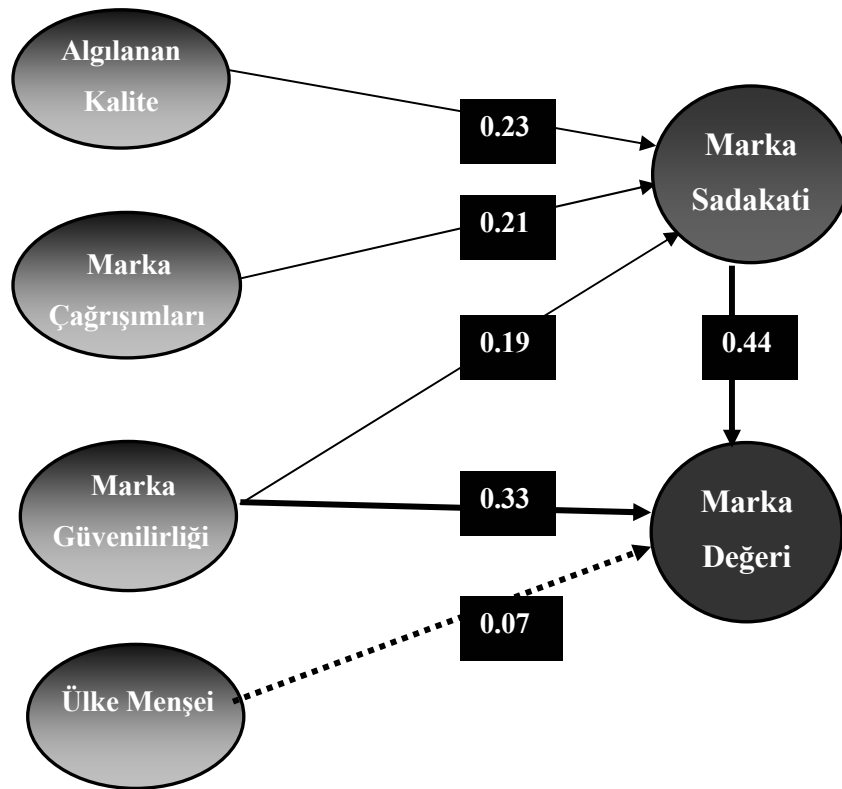 Algılanan
Kalite
0.23
Marka
Sadakati
Marka
Çağrışımları
0.21
0.19
0.44
Marka
Güvenilirliği
0.33
Marka
Değeri
0.07
Ülke Menşei